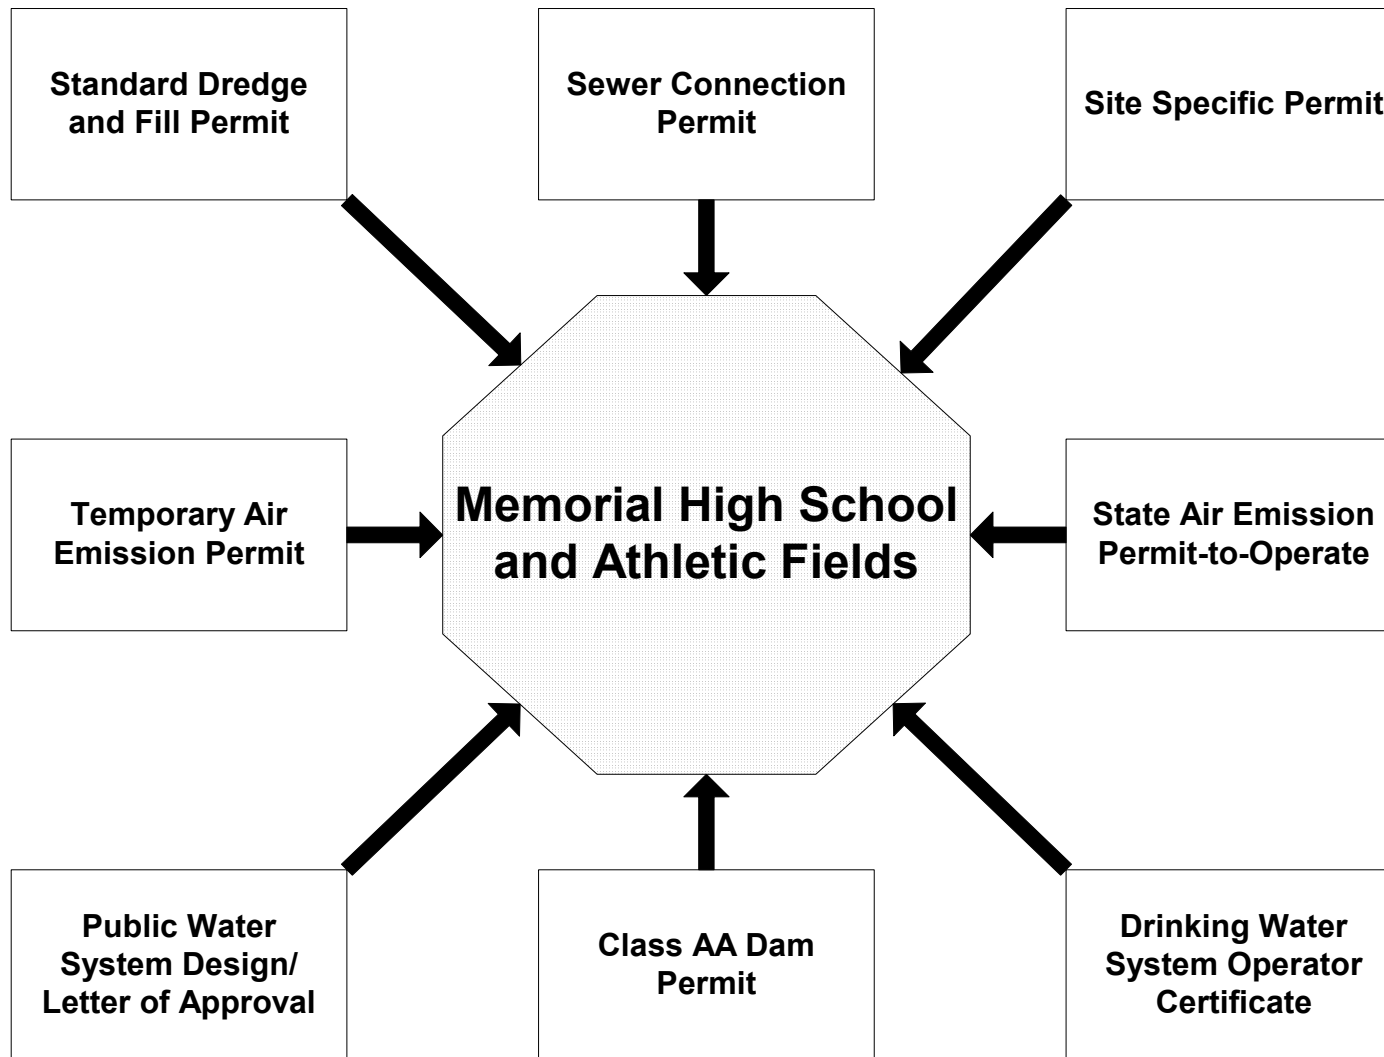 Standard Dredge
and Fill Permit
Sewer Connection
Permit
Site Specific Permit
Temporary Air
Emission Permit
Memorial High School
and Athletic Fields
State Air Emission
Permit-to-Operate
Public Water
System Design/
Letter of Approval
Class AA Dam
Permit
Drinking Water
System Operator
Certificate